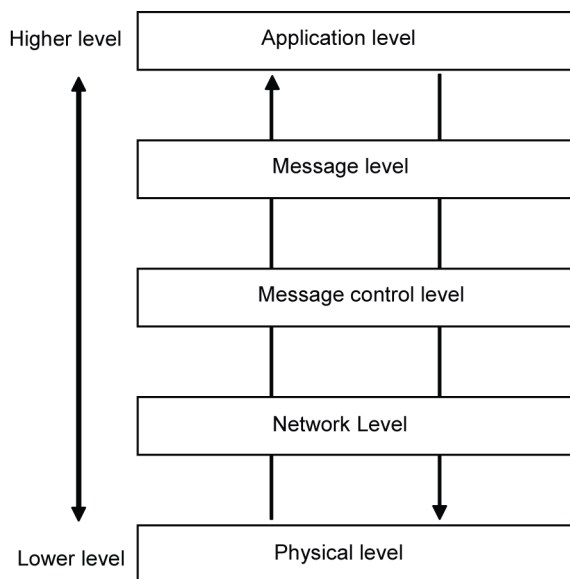 Higher level
Application level
Message level
Message control level
Network Level
Lower level
Physical level